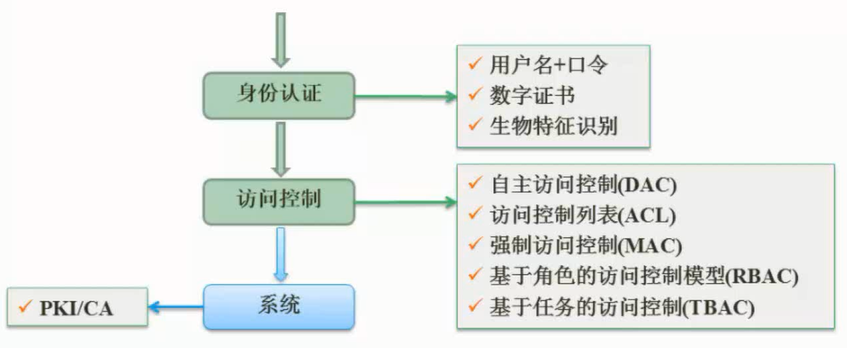 身份认证
✓ 用户名+口令
✓ 数字证书
✓ 生物特征识别
访问控制
✓ 自主访问控制(DAC)
✓ 访问控制列表(ACL)
✓ 强制访问控制(MAC)
✓ 基于角色的访问控制模型(RBAC)
✓ 基于任务的访问控制(TBAC)
系统
✓ PKI/CA